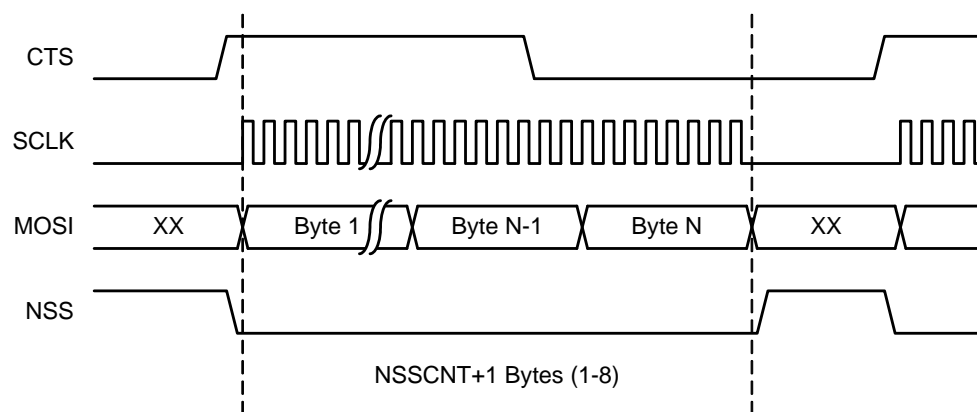 CTS
SCLK
MOSI XX Byte 1 Byte N-1 Byte N XX
NSS
NSSCNT+1 Bytes (1-8)